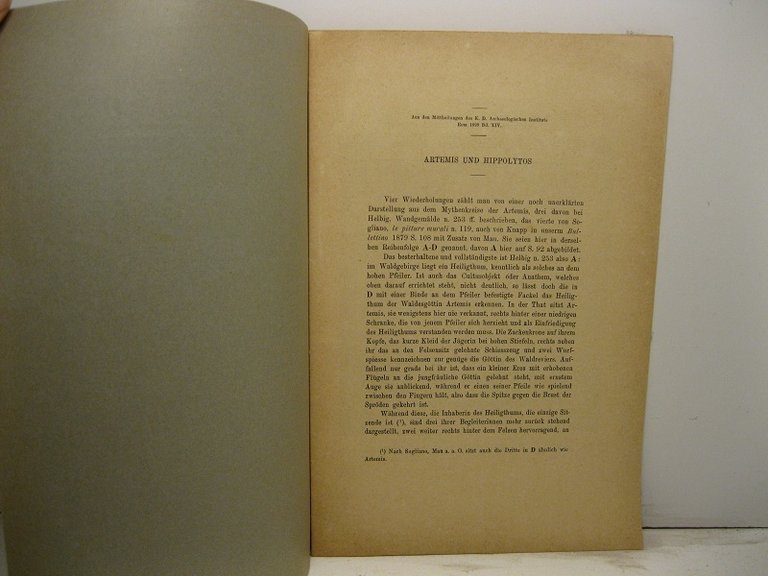 Aus den Mittheilungen des K. D. Archaeologischen Instituts
Rom 1899 Bd. XIV.
ARTEMIS UND HIPPOLYTOS
Vier Wiederholungen zählt man von einer noch unerklärten
Darstellung aus dem Mythenkreise der Artemis, drei davon bei
Helbig, Wandgemälde n. 253 ff. beschrieben, das vierte von So-
gliano, le pitture murali n. 119, auch von Knapp in unserm Bul-
lettino 1879 S. 108 mit Zusatz von Mau. Sie seien hier in dersel-
ben Reihenfolge A-D genannt, davon A hier auf S. 92 abgebildet.
Das besterhaltene und vollständigste ist Helbig n. 253 also A:
im Waldgebirge liegt ein Heiligthum, kenntlich als solches an dem
hohen Pfeiler. Ist auch das Cultusobjekt oder Anathem, welches
oben darauf errichtet steht, nicht deutlich, so lässt doch die in
D mit einer Binde an dem Pfeiler befestigte Fackel das Heilig-
thum der Waldesgöttin Artemis erkennen. In der That sitzt Ar-
temis, sie wenigstens hier nie verkannt, rechts hinter einer niedrigen
Schranke, die von jenem Pfeiler sich herzieht und als Einfriedigung
des Heiligthums verstanden werden muss. Die Zackenkrone auf ihrem
Kopfe, das kurze Kleid der Jägerin bei hohen Stiefeln, rechts neben
ihr das an den Felsensitz gelehnte Schiesszeug und zwei Wurf-
spiesse kennzeichnen zur genüge die Göttin des Waldreviers. Auf-
fallend nur grade bei ihr ist, dass ein kleiner Eros mit erhobenen
Flügeln an die jungfräuliche Göttin gelehnt steht, mit ernstem
Auge sie anblickend, während er einen seiner Pfeile wie spielend
zwischen den Fingern hält, also dass die Spitze gegen die Brust der
Spröden gekehrt ist.
Während diese, die Inhaberin des Heiligthums, die einzige Sit-
zende ist (¹), sind drei ihrer Begleiterinnen mehr zurück stehend
dargestellt, zwei weiter rechts hinter dem Felsen hervorragend, an
(¹) Nach Sogliano, Mau a. a. O. sitzt auch die Dritte in D ähnlich wie
Artemis.